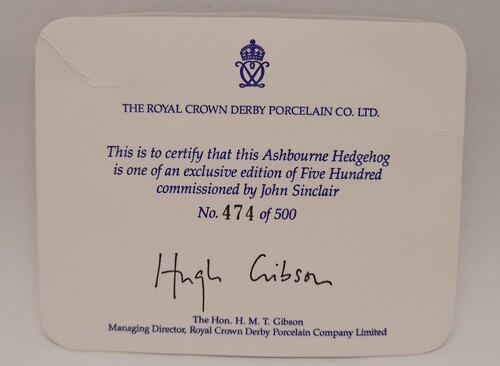 THE ROYAL CROWN DERBY PORCELAIN CO. LTD.
This is to certify that this Ashbourne Hedgehog
is one of an exclusive edition of Five Hundred
commissioned by John Sinclair
No. 474 of 500
Hugh Gibson
The Hon. H. M. T. Gibson
Managing Director, Royal Crown Derby Porcelain Company Limited